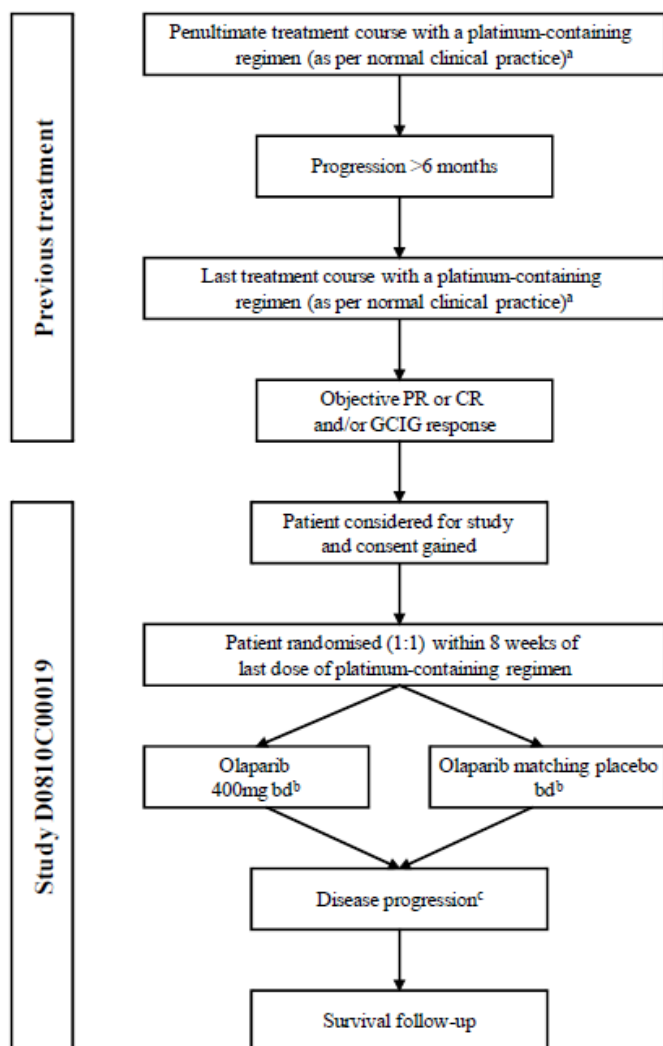 Previous treatment
Penultimate treatment course with a platinum-containing
regimen (as per normal clinical practice)ᵃ
Progression >6 months
Last treatment course with a platinum-containing
regimen (as per normal clinical practice)ᵃ
Objective PR or CR
and/or GCIG response
Study D0810C00019
Patient considered for study
and consent gained
Patient randomised (1:1) within 8 weeks of
last dose of platinum-containing regimen
Olaparib
400mg bdᵇ
Olaparib matching placebo
bdᵇ
Disease progressionᶜ
Survival follow-up